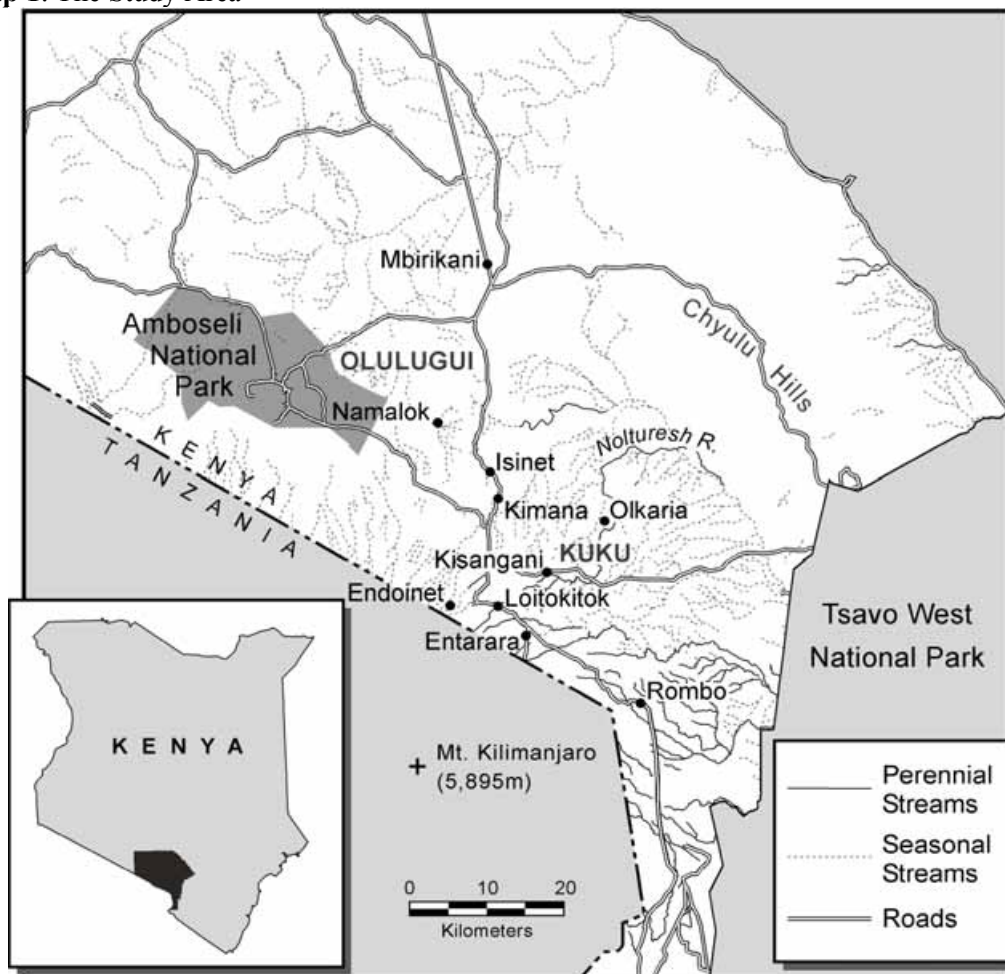 p 1. The Study Area
Mbirikani
Amboseli
National
Park
OLULUGUI
Chyulu
Hills
Namalok
Nolturesh R.
Isinet
Kimana
Olkaria
KENYA
TANZANIA
Kisangani
KUKU
Endoinet
Loitokitok
Entarara
Tsavo West
National Park
Rombo
KENYA
Mt. Kilimanjaro
(5,895m)
Perennial
Streams
Seasonal
Streams
Roads
0 10 20
Kilometers